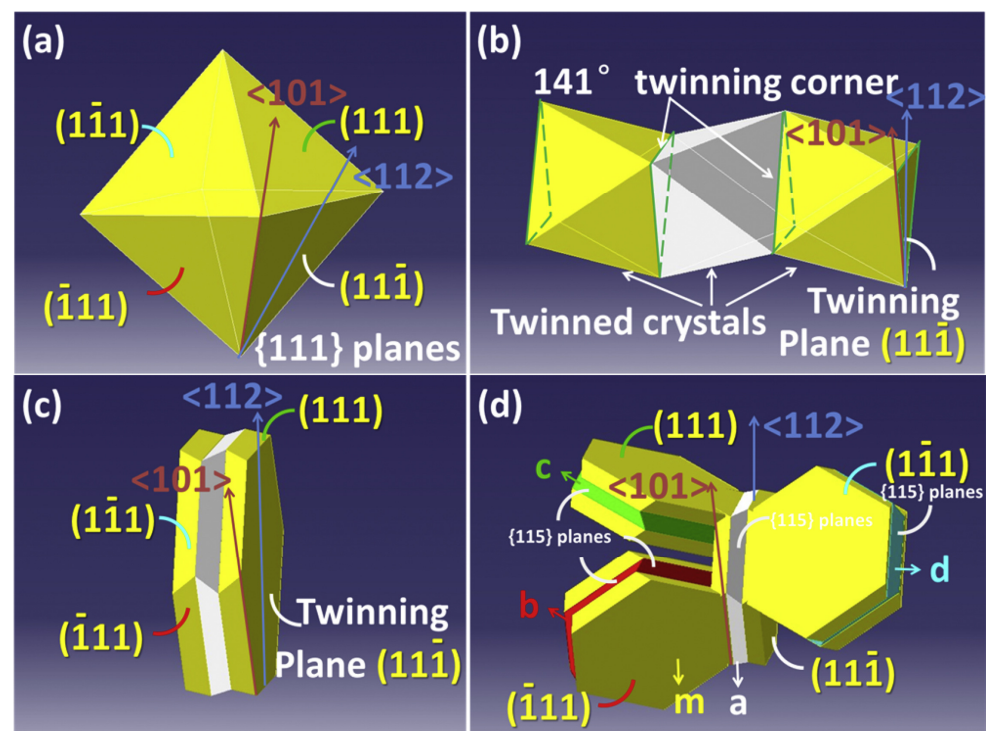 (a)
<101>
(11̄1)
(111)
<112>
(1̄11)
(111̄)
{111} planes
(b)
141° twinning corner
<112>
<101>
Twinned crystals
Twinning
Plane (111̄)
(c)
<112>
(111)
<101>
(11̄1)
(1̄11)
Twinning
Plane (111̄)
(d)
(111)
<112>
c
<101>
(11̄1)
{115} planes
{115} planes
{115} planes
d
b
(111̄)
(1̄11)
m
a